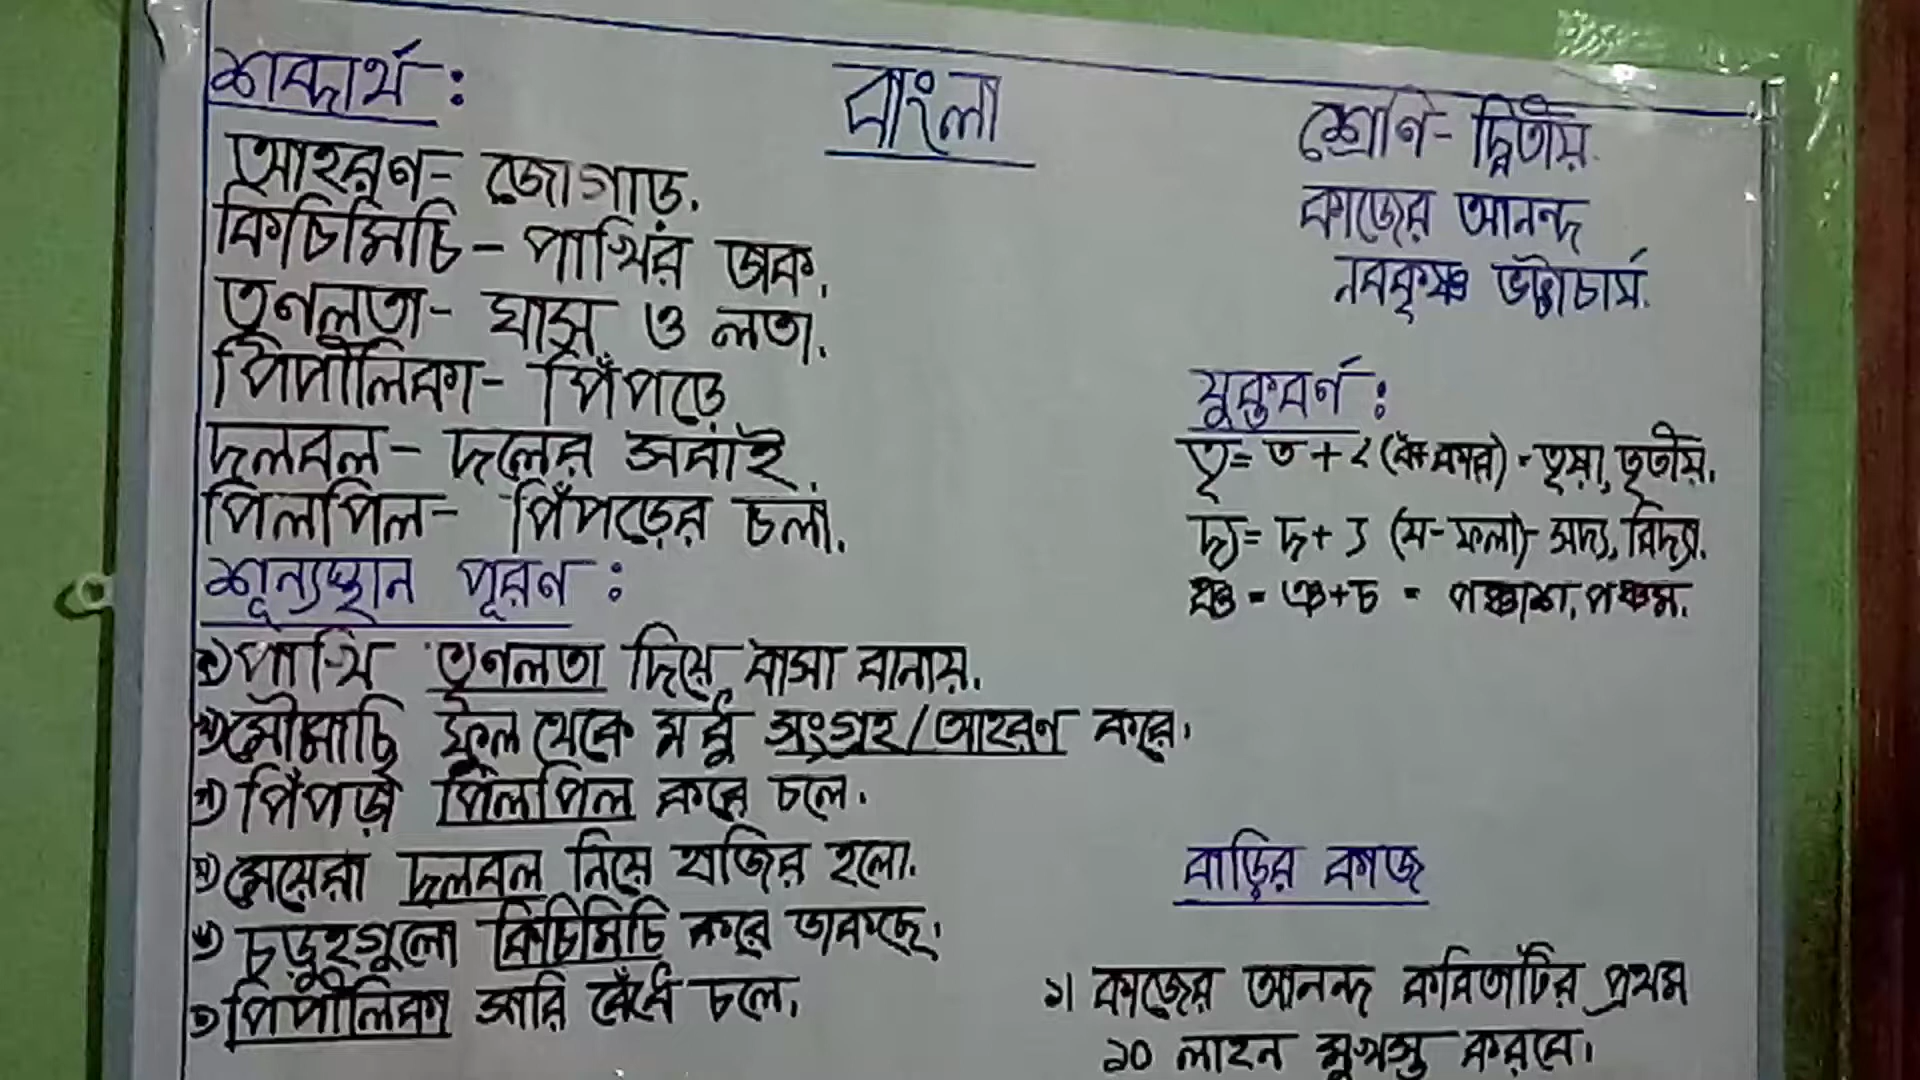 বাংলা
শ্রেণি- দ্বিতীয়.
কাজের আনন্দ
নবকৃষ্ণ ভট্টাচার্য.
শব্দার্থ :
আহরণ- জোগাড়.
কিচিমিচি- পাখির ডাক.
তৃণলতা- ঘাস ও লতা.
পিপীলিকা- পিঁপড়ে.
দলবল- দলের সবাই.
পিলপিল- পিঁপড়ের চলা.
শূন্যস্থান পূরণ :
১) পাখি তৃণলতা দিয়ে বাসা বানায়.
২) মৌমাছি ফুল থেকে মধু সংগ্রহ/আহরণ করে.
৩) পিঁপড়ে পিলপিল করে চলে.
৪) মেয়েরা দলবল নিয়ে হাজির হলো.
৫) চড়ুইগুলো কিচিমিচি করে ডাকছে.
৬) পিপীলিকা সারি বেঁধে চলে.
যুক্তবর্ণ :
তৃ= ত + ৃ (ঋ-কার) - তৃষা, তৃতীয়.
দ্য= দ + ্য (য-ফলা)- সদ্য, বিদ্যা.
ঞ্চ = ঞ+চ - পঞ্চাশ, পঞ্চম.
বাড়ির কাজ
১। কাজের আনন্দ কবিতাটির প্রথম
১০ লাইন মুখস্ত করবে।